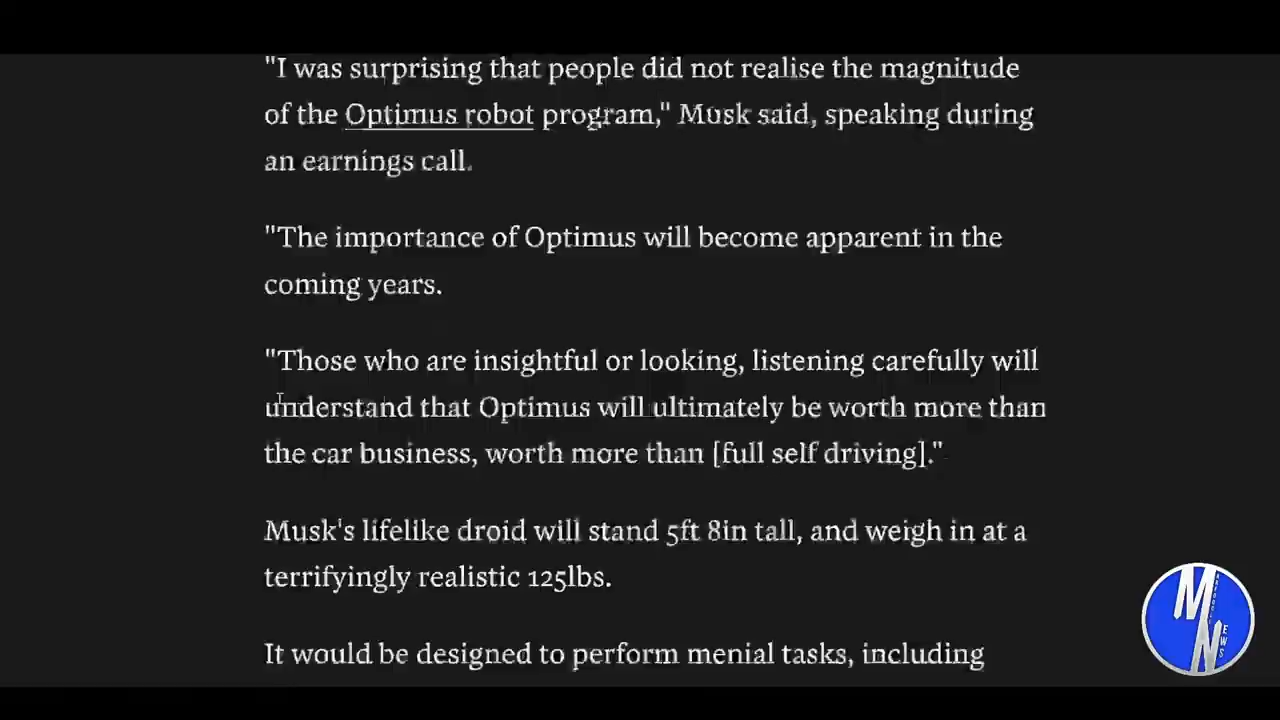 "I was surprising that people did not realise the magnitude
of the Optimus robot program," Musk said, speaking during
an earnings call.
"The importance of Optimus will become apparent in the
coming years.
"Those who are insightful or looking, listening carefully will
understand that Optimus will ultimately be worth more than
the car business, worth more than [full self driving]."
Musk's lifelike droid will stand 5ft 8in tall, and weigh in at a
terrifyingly realistic 125lbs.
It would be designed to perform menial tasks, including